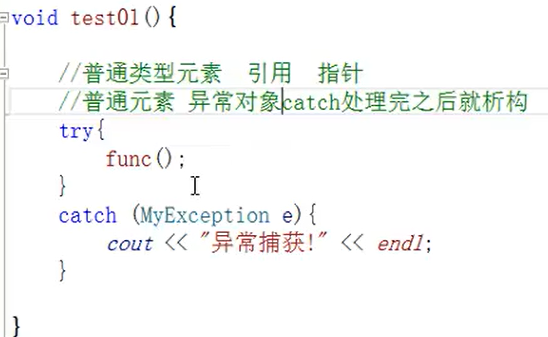 void test01(){
//普通类型元素 引用 指针
//普通元素 异常对象catch处理完之后就析构
try{
func();
}
catch (MyException e){
cout << "异常捕获!" << endl;
}
}